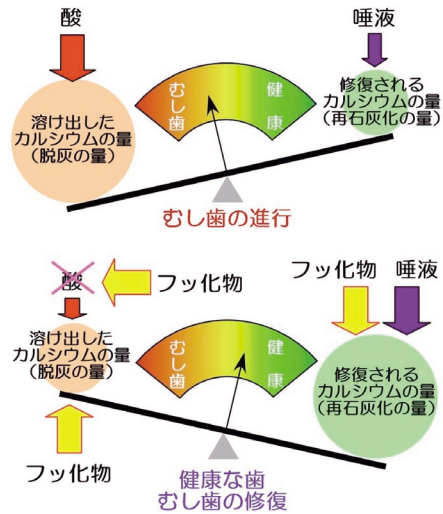 酸
唾液
むし歯
健康
溶け出した
カルシウムの量
（脱灰の量）
修復される
カルシウムの量
（再石灰化の量）
むし歯の進行
酸
フッ化物
フッ化物
唾液
むし歯
健康
溶け出した
カルシウムの量
（脱灰の量）
修復される
カルシウムの量
（再石灰化の量）
フッ化物
健康な歯
むし歯の修復